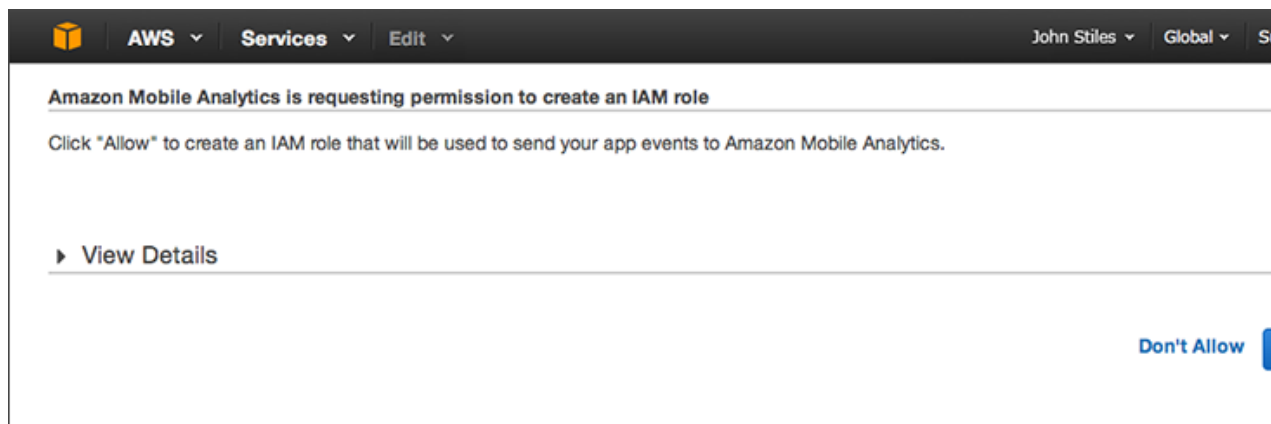 AWS Services Edit John Stiles Global
Amazon Mobile Analytics is requesting permission to create an IAM role
Click "Allow" to create an IAM role that will be used to send your app events to Amazon Mobile Analytics.
View Details
Don't Allow